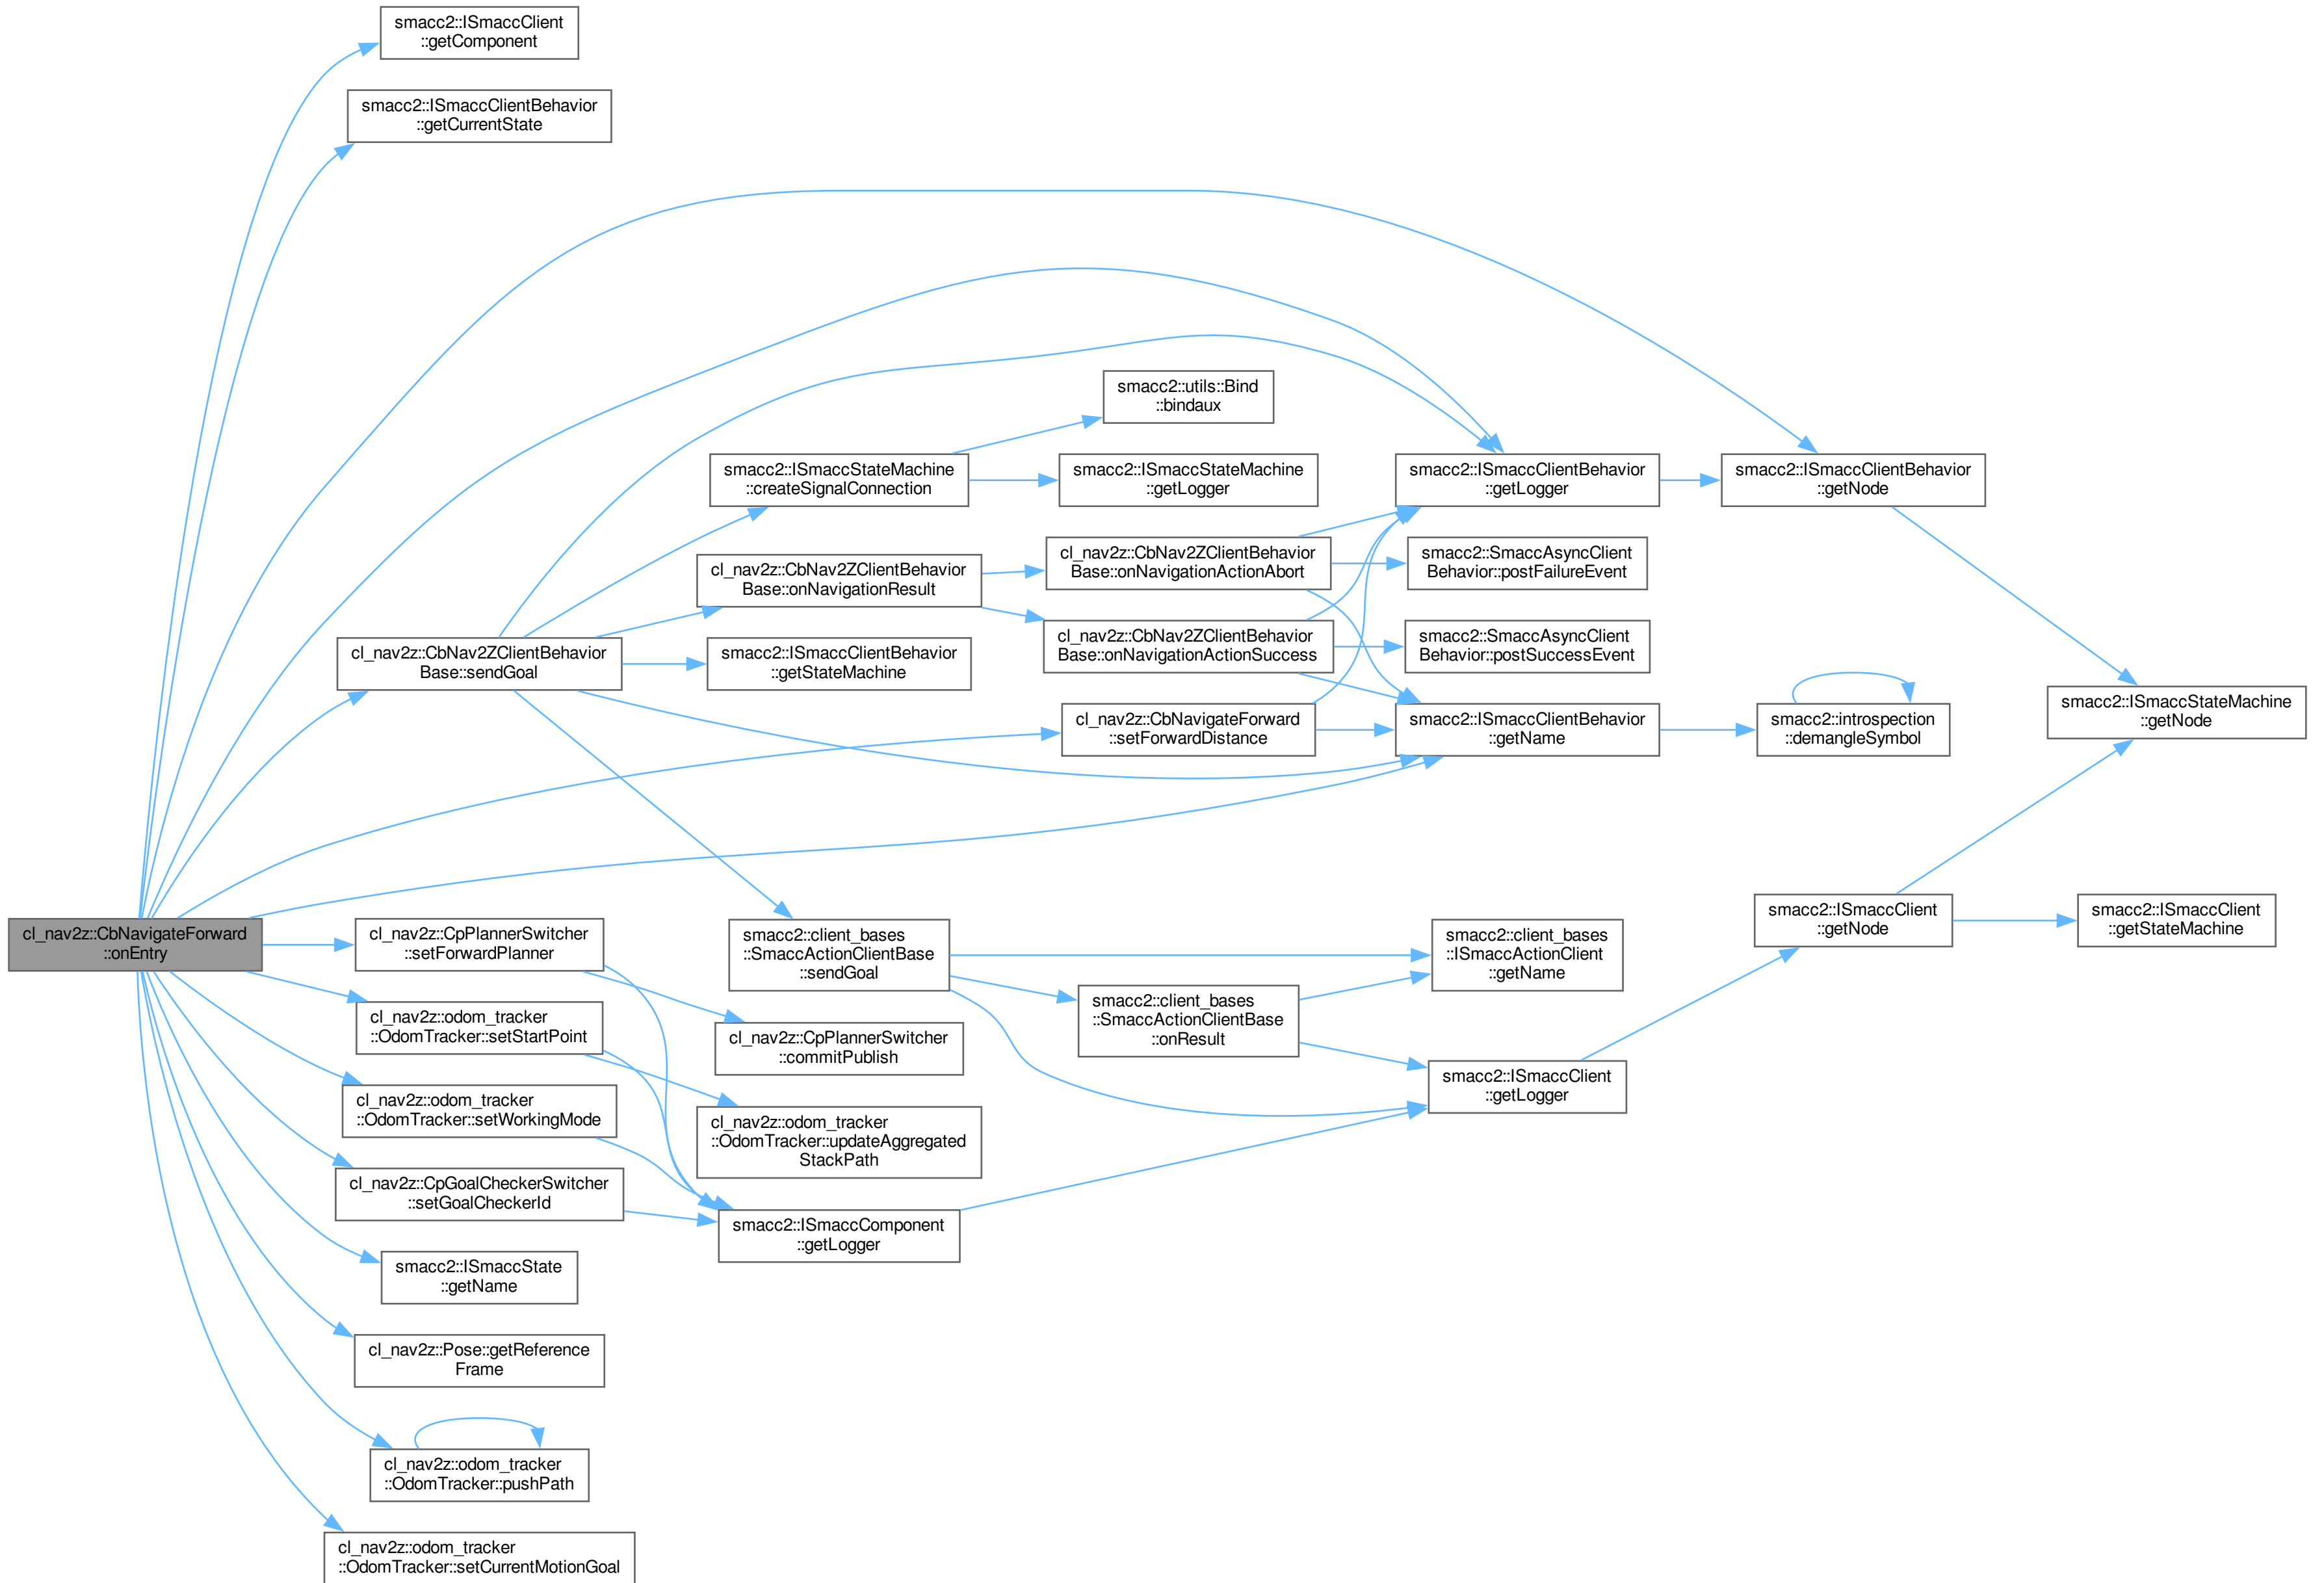 smacc2::ISmaccClient
::getComponent
smacc2::ISmaccClientBehavior
::getCurrentState
smacc2::utils::Bind
::bindaux
smacc2::ISmaccStateMachine
::createSignalConnection
smacc2::ISmaccStateMachine
::getLogger
smacc2::ISmaccClientBehavior
::getLogger
smacc2::ISmaccClientBehavior
::getNode
cl_nav2z::CbNav2ZClientBehavior
Base::onNavigationResult
cl_nav2z::CbNav2ZClientBehavior
Base::onNavigationActionAbort
smacc2::SmaccAsyncClient
Behavior::postFailureEvent
cl_nav2z::CbNav2ZClientBehavior
Base::sendGoal
smacc2::ISmaccClientBehavior
::getStateMachine
cl_nav2z::CbNav2ZClientBehavior
Base::onNavigationActionSuccess
smacc2::SmaccAsyncClient
Behavior::postSuccessEvent
cl_nav2z::CbNavigateForward
::setForwardDistance
smacc2::ISmaccClientBehavior
::getName
smacc2::introspection
::demangleSymbol
smacc2::ISmaccStateMachine
::getNode
cl_nav2z::CbNavigateForward
::onEntry
cl_nav2z::CpPlannerSwitcher
::setForwardPlanner
smacc2::client_bases
::SmaccActionClientBase
::sendGoal
smacc2::client_bases
::ISmaccActionClient
::getName
smacc2::ISmaccClient
::getNode
smacc2::ISmaccClient
::getStateMachine
cl_nav2z::odom_tracker
::OdomTracker::setStartPoint
cl_nav2z::CpPlannerSwitcher
::commitPublish
smacc2::client_bases
::SmaccActionClientBase
::onResult
cl_nav2z::odom_tracker
::OdomTracker::setWorkingMode
cl_nav2z::odom_tracker
::OdomTracker::updateAggregated
StackPath
smacc2::ISmaccClient
::getLogger
cl_nav2z::CpGoalCheckerSwitcher
::setGoalCheckerId
smacc2::ISmaccComponent
::getLogger
smacc2::ISmaccState
::getName
cl_nav2z::Pose::getReference
Frame
cl_nav2z::odom_tracker
::OdomTracker::pushPath
cl_nav2z::odom_tracker
::OdomTracker::setCurrentMotionGoal